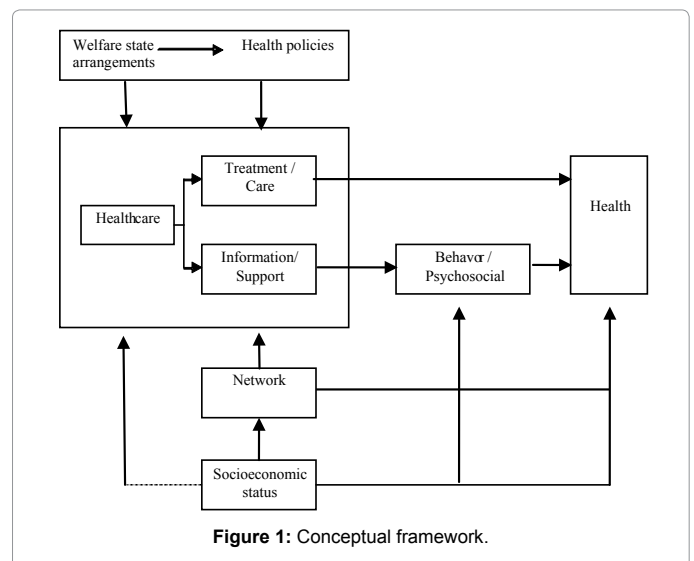 Welfare state
arrangements
Health policies
Treatment /
Care
Healthcare
Health
Information/
Support
Behavor /
Psychosocial
Network
Socioeconomic
status
Figure 1: Conceptual framework.